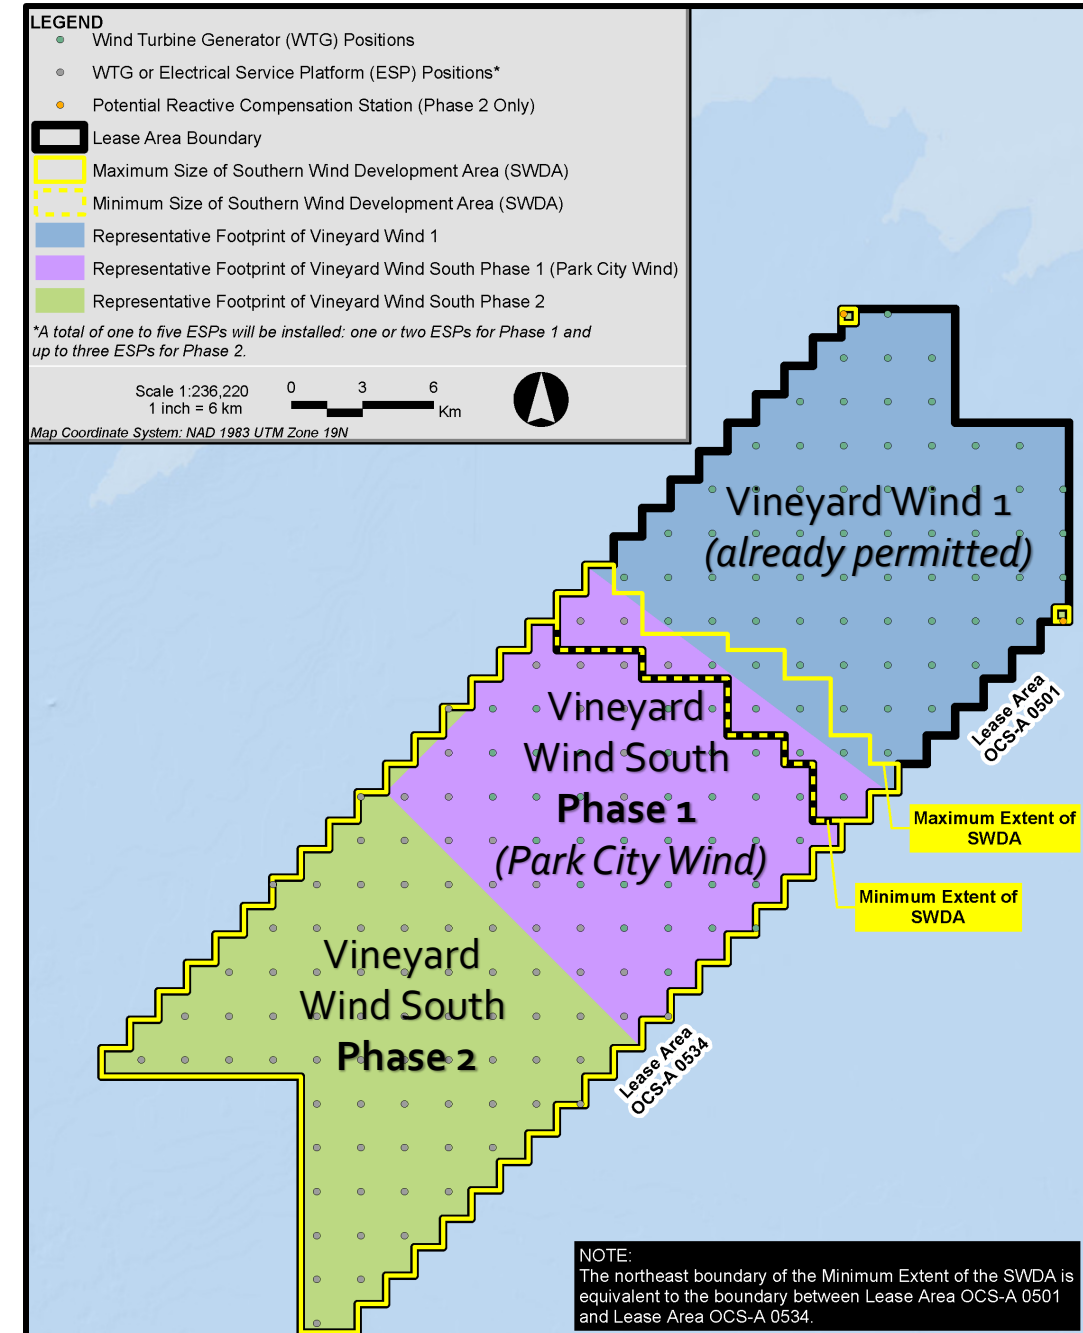 LEGEND
Wind Turbine Generator (WTG) Positions
WTG or Electrical Service Platform (ESP) Positions*
Potential Reactive Compensation Station (Phase 2 Only)
Lease Area Boundary
Maximum Size of Southern Wind Development Area (SWDA)
Minimum Size of Southern Wind Development Area (SWDA)
Representative Footprint of Vineyard Wind 1
Representative Footprint of Vineyard Wind South Phase 1 (Park City Wind)
Representative Footprint of Vineyard Wind South Phase 2
*A total of one to five ESPs will be installed: one or two ESPs for Phase 1 and
up to three ESPs for Phase 2.
Scale 1:236,220
1 inch = 6 km
0 3 6
Km
Map Coordinate System: NAD 1983 UTM Zone 19N
Vineyard Wind 1
(already permitted)
Lease Area
OCS-A 0501
Vineyard
Wind South
Phase 1
(Park City Wind)
Maximum Extent of
SWDA
Minimum Extent of
SWDA
Vineyard
Wind South
Phase 2
Lease Area
OCS-A 0534
NOTE:
The northeast boundary of the Minimum Extent of the SWDA is
equivalent to the boundary between Lease Area OCS-A 0501
and Lease Area OCS-A 0534.